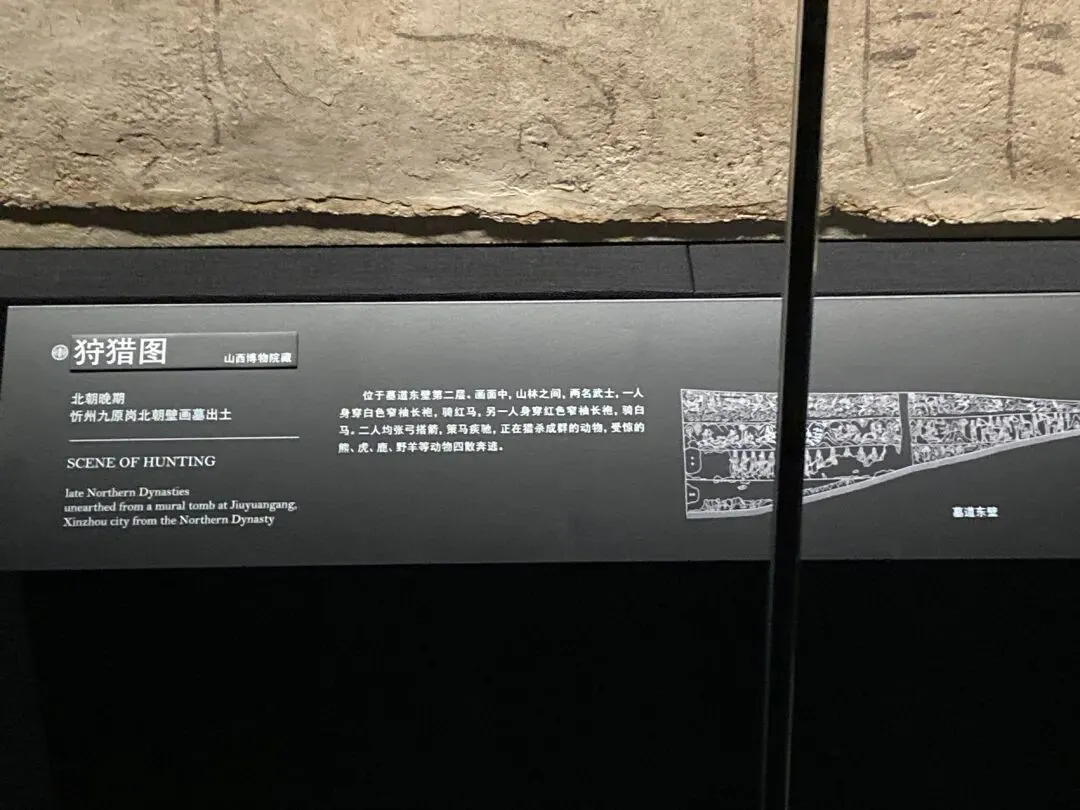 狩猎图
山西博物院藏
北朝晚期
忻州九原岗北朝壁画墓出土
SCENE OF HUNTING
late Northern Dynasties
unearthed from a mural tomb at Jiuyuangang,
Xinzhou city from the Northern Dynasty
位于墓道东壁第二层。画面中，山林之间，两名武士，一人
身穿白色窄袖长袍，骑红马，另一人身穿红色窄袖长袍，骑白
马。二人均张弓搭箭，策马疾驰，正在猎杀成群的动物，受惊的
熊、虎、鹿、野羊等动物四散奔逃。
墓道东壁